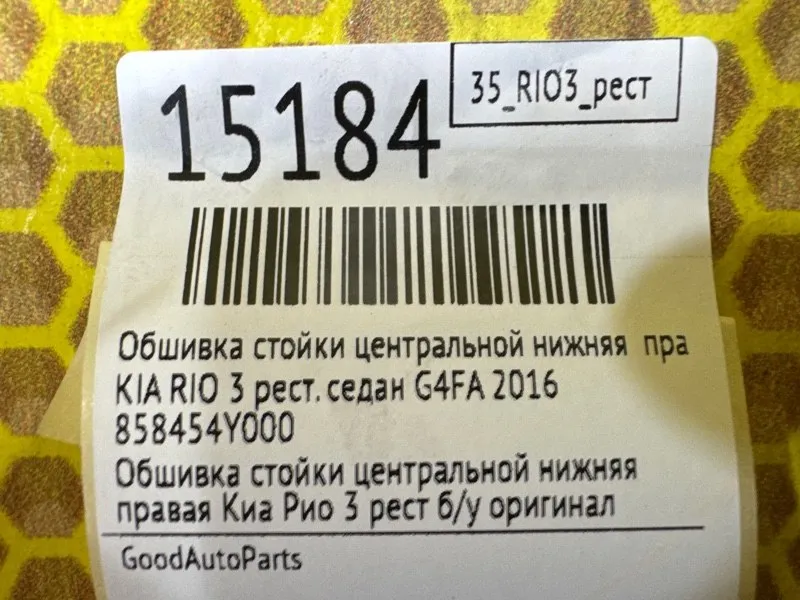 15184
35_RIO3_рест
Обшивка стойки центральной нижняя пра
KIA RIO 3 рест. седан G4FA 2016
858454Y000
Обшивка стойки центральной нижняя
правая Киа Рио 3 рест б/у оригинал
GoodAutoParts